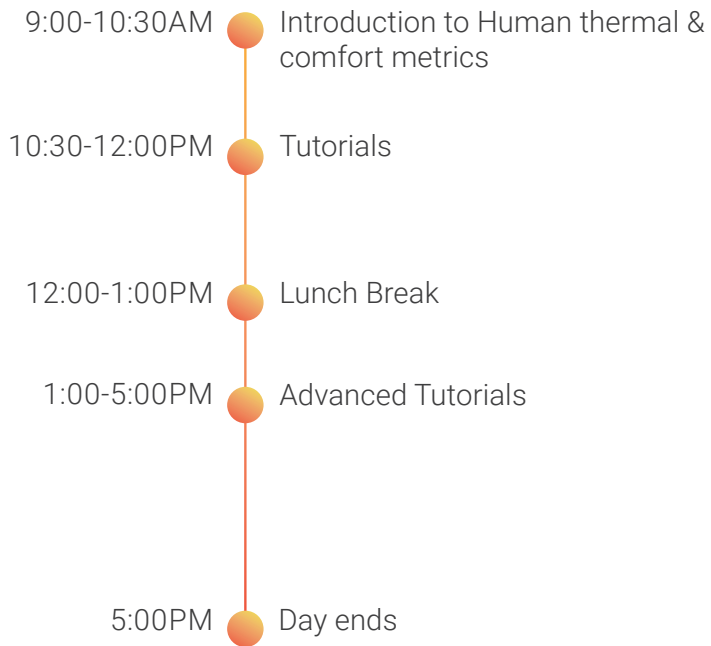 9:00-10:30AM Introduction to Human thermal &
comfort metrics
10:30-12:00PM Tutorials
12:00-1:00PM Lunch Break
1:00-5:00PM Advanced Tutorials
5:00PM Day ends